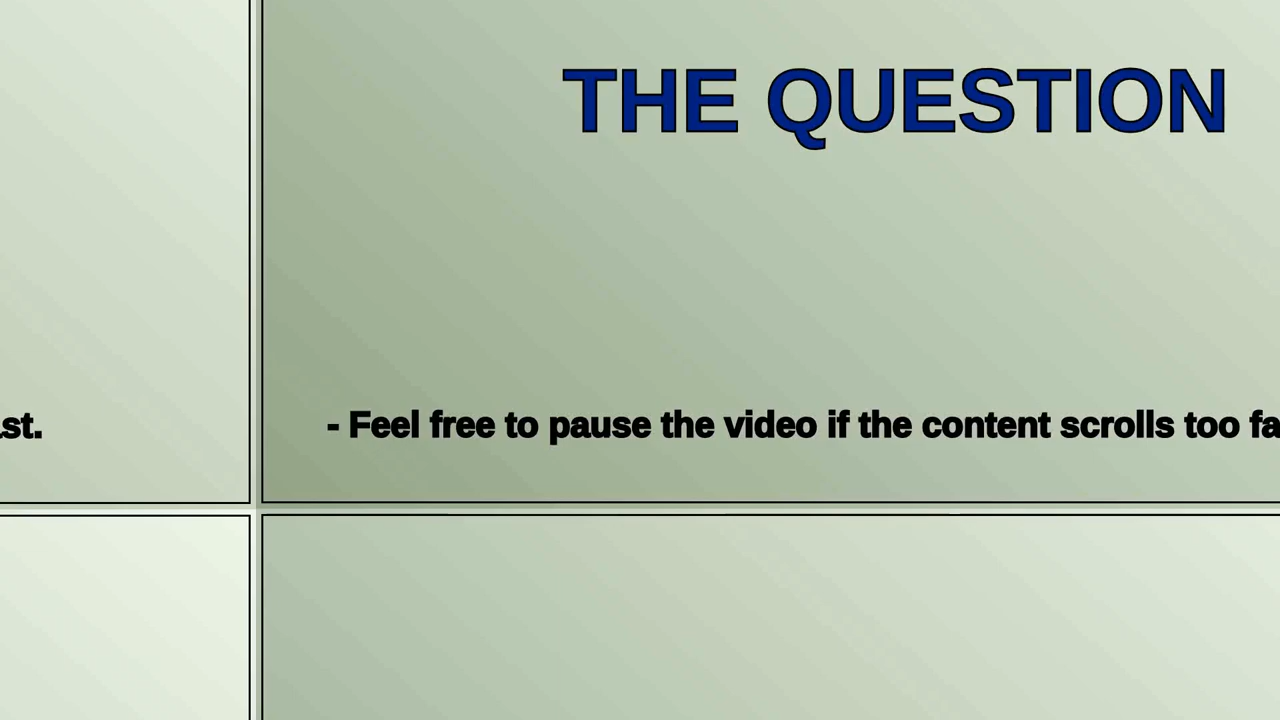 THE QUESTION
st.
- Feel free to pause the video if the content scrolls too fa